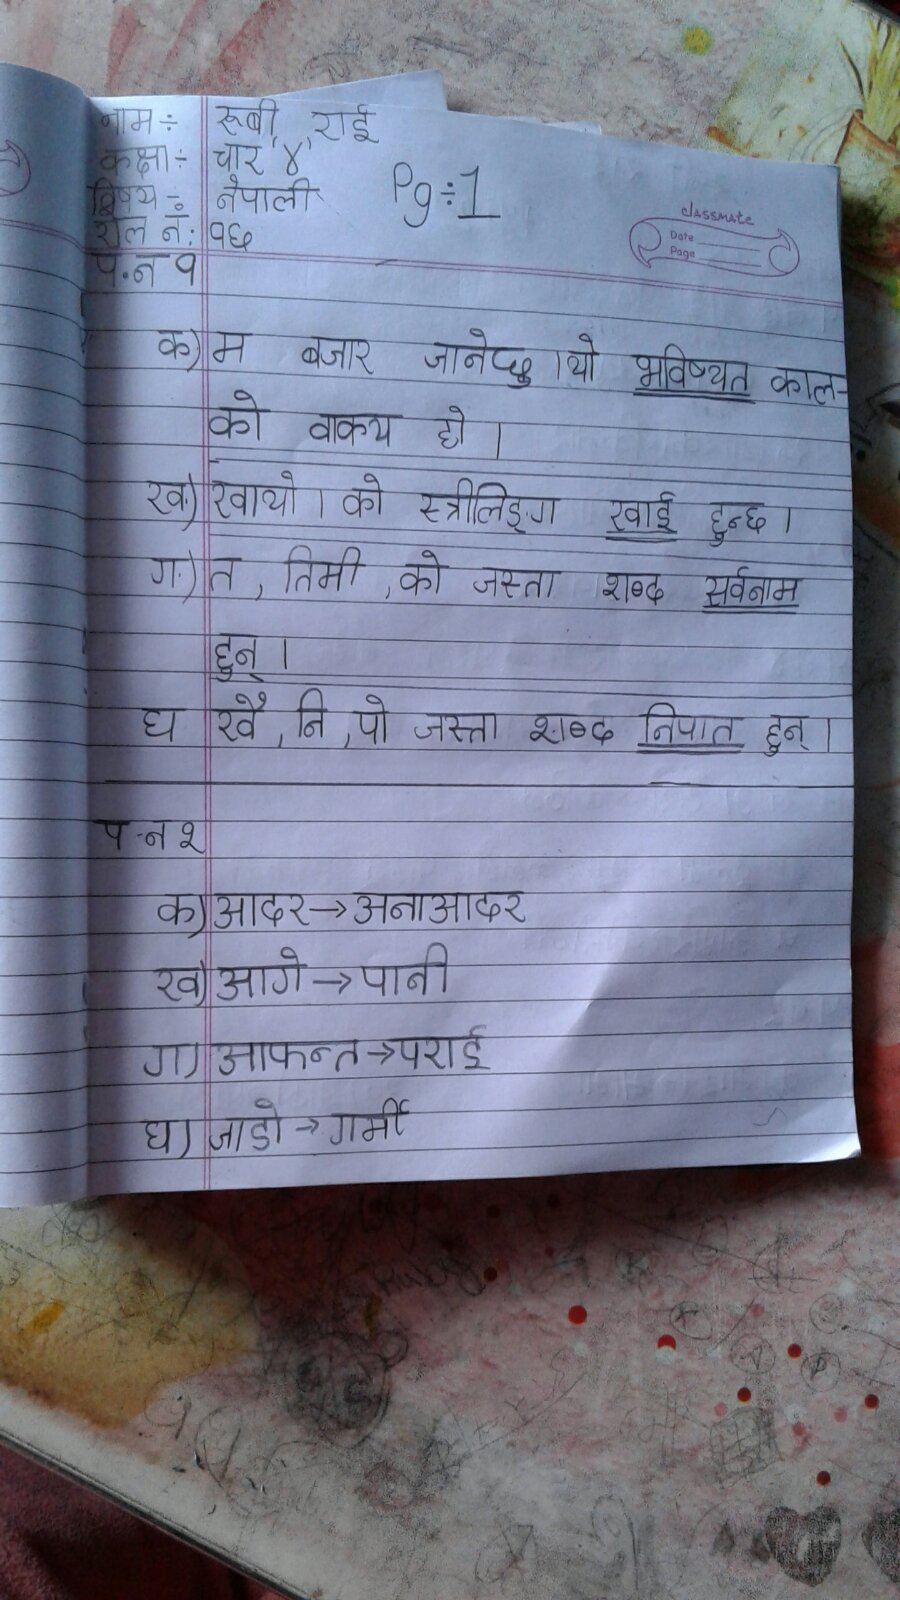 नाम÷ रूबी राई
कक्षा÷ चार ४
विषय÷ नेपाली
रोल नं: १६
Pg÷1
classmate
Date
Page
प.न १
क) म बजार जानेछु । यो भविष्यत काल-
को वाक्य हो ।
ख) खायो । को स्त्रीलिङ्ग खाई हुन्छ ।
ग) त , तिमी , को जस्ता शब्द सर्वनाम
हुन् ।
घ खै , नि , पो जस्ता शब्द निपात हुन् ।
प.न २
क) आदर → अनाआदर
ख) आगे → पानी
ग) आफन्त → पराई
घ) जाडो → गर्मी